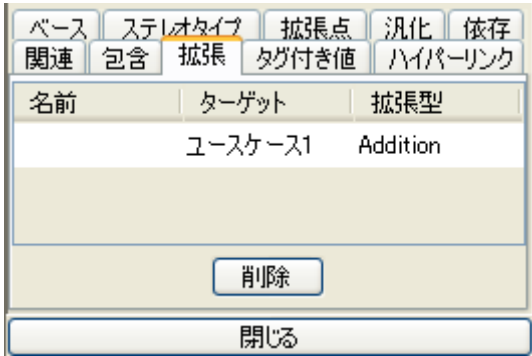 ベース ステレオタイプ 拡張点 汎化 依存
関連 包含 拡張 タグ付き値 ハイパーリンク
名前 ターゲット 拡張型
ユースケース1 Addition
削除
閉じる